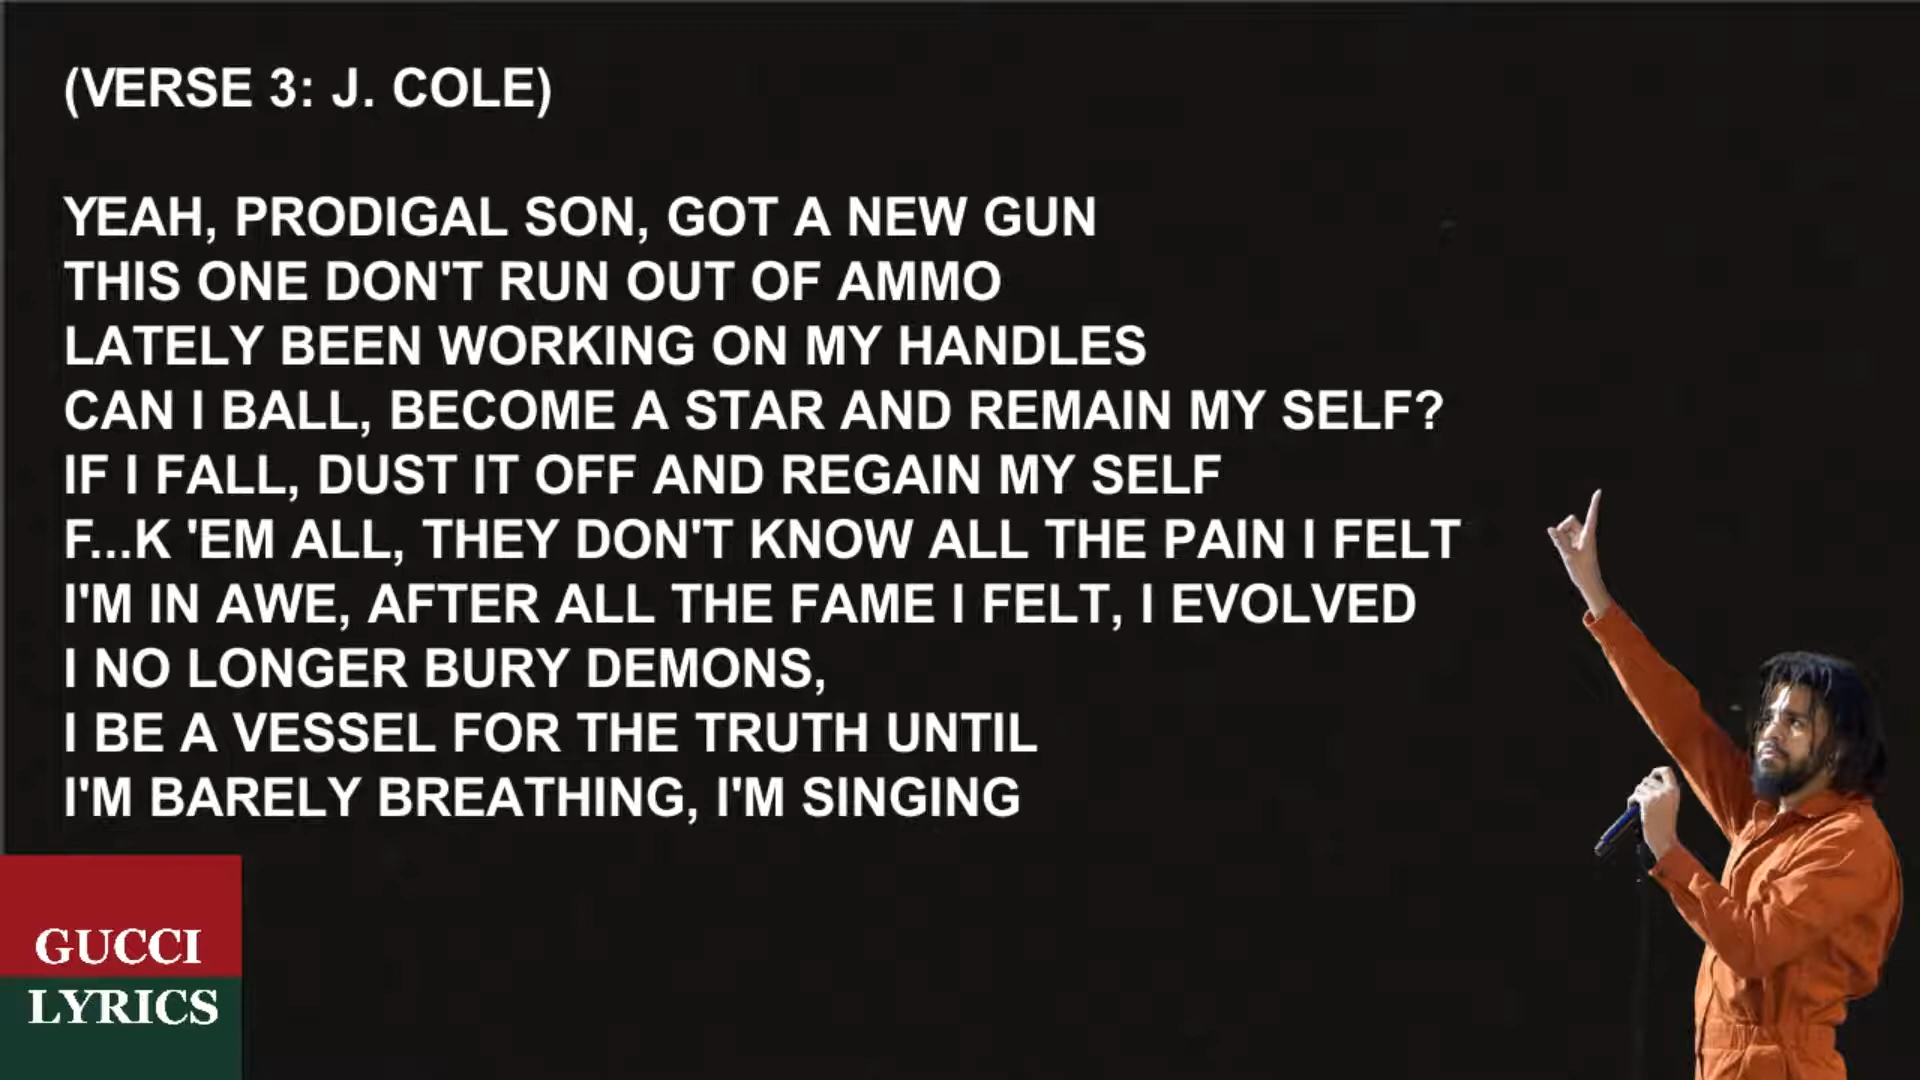 (VERSE 3: J. COLE)
YEAH, PRODIGAL SON, GOT A NEW GUN
THIS ONE DON'T RUN OUT OF AMMO
LATELY BEEN WORKING ON MY HANDLES
CAN I BALL, BECOME A STAR AND REMAIN MY SELF?
IF I FALL, DUST IT OFF AND REGAIN MY SELF
F...K 'EM ALL, THEY DON'T KNOW ALL THE PAIN I FELT
I'M IN AWE, AFTER ALL THE FAME I FELT, I EVOLVED
I NO LONGER BURY DEMONS,
I BE A VESSEL FOR THE TRUTH UNTIL
I'M BARELY BREATHING, I'M SINGING
GUCCI
LYRICS